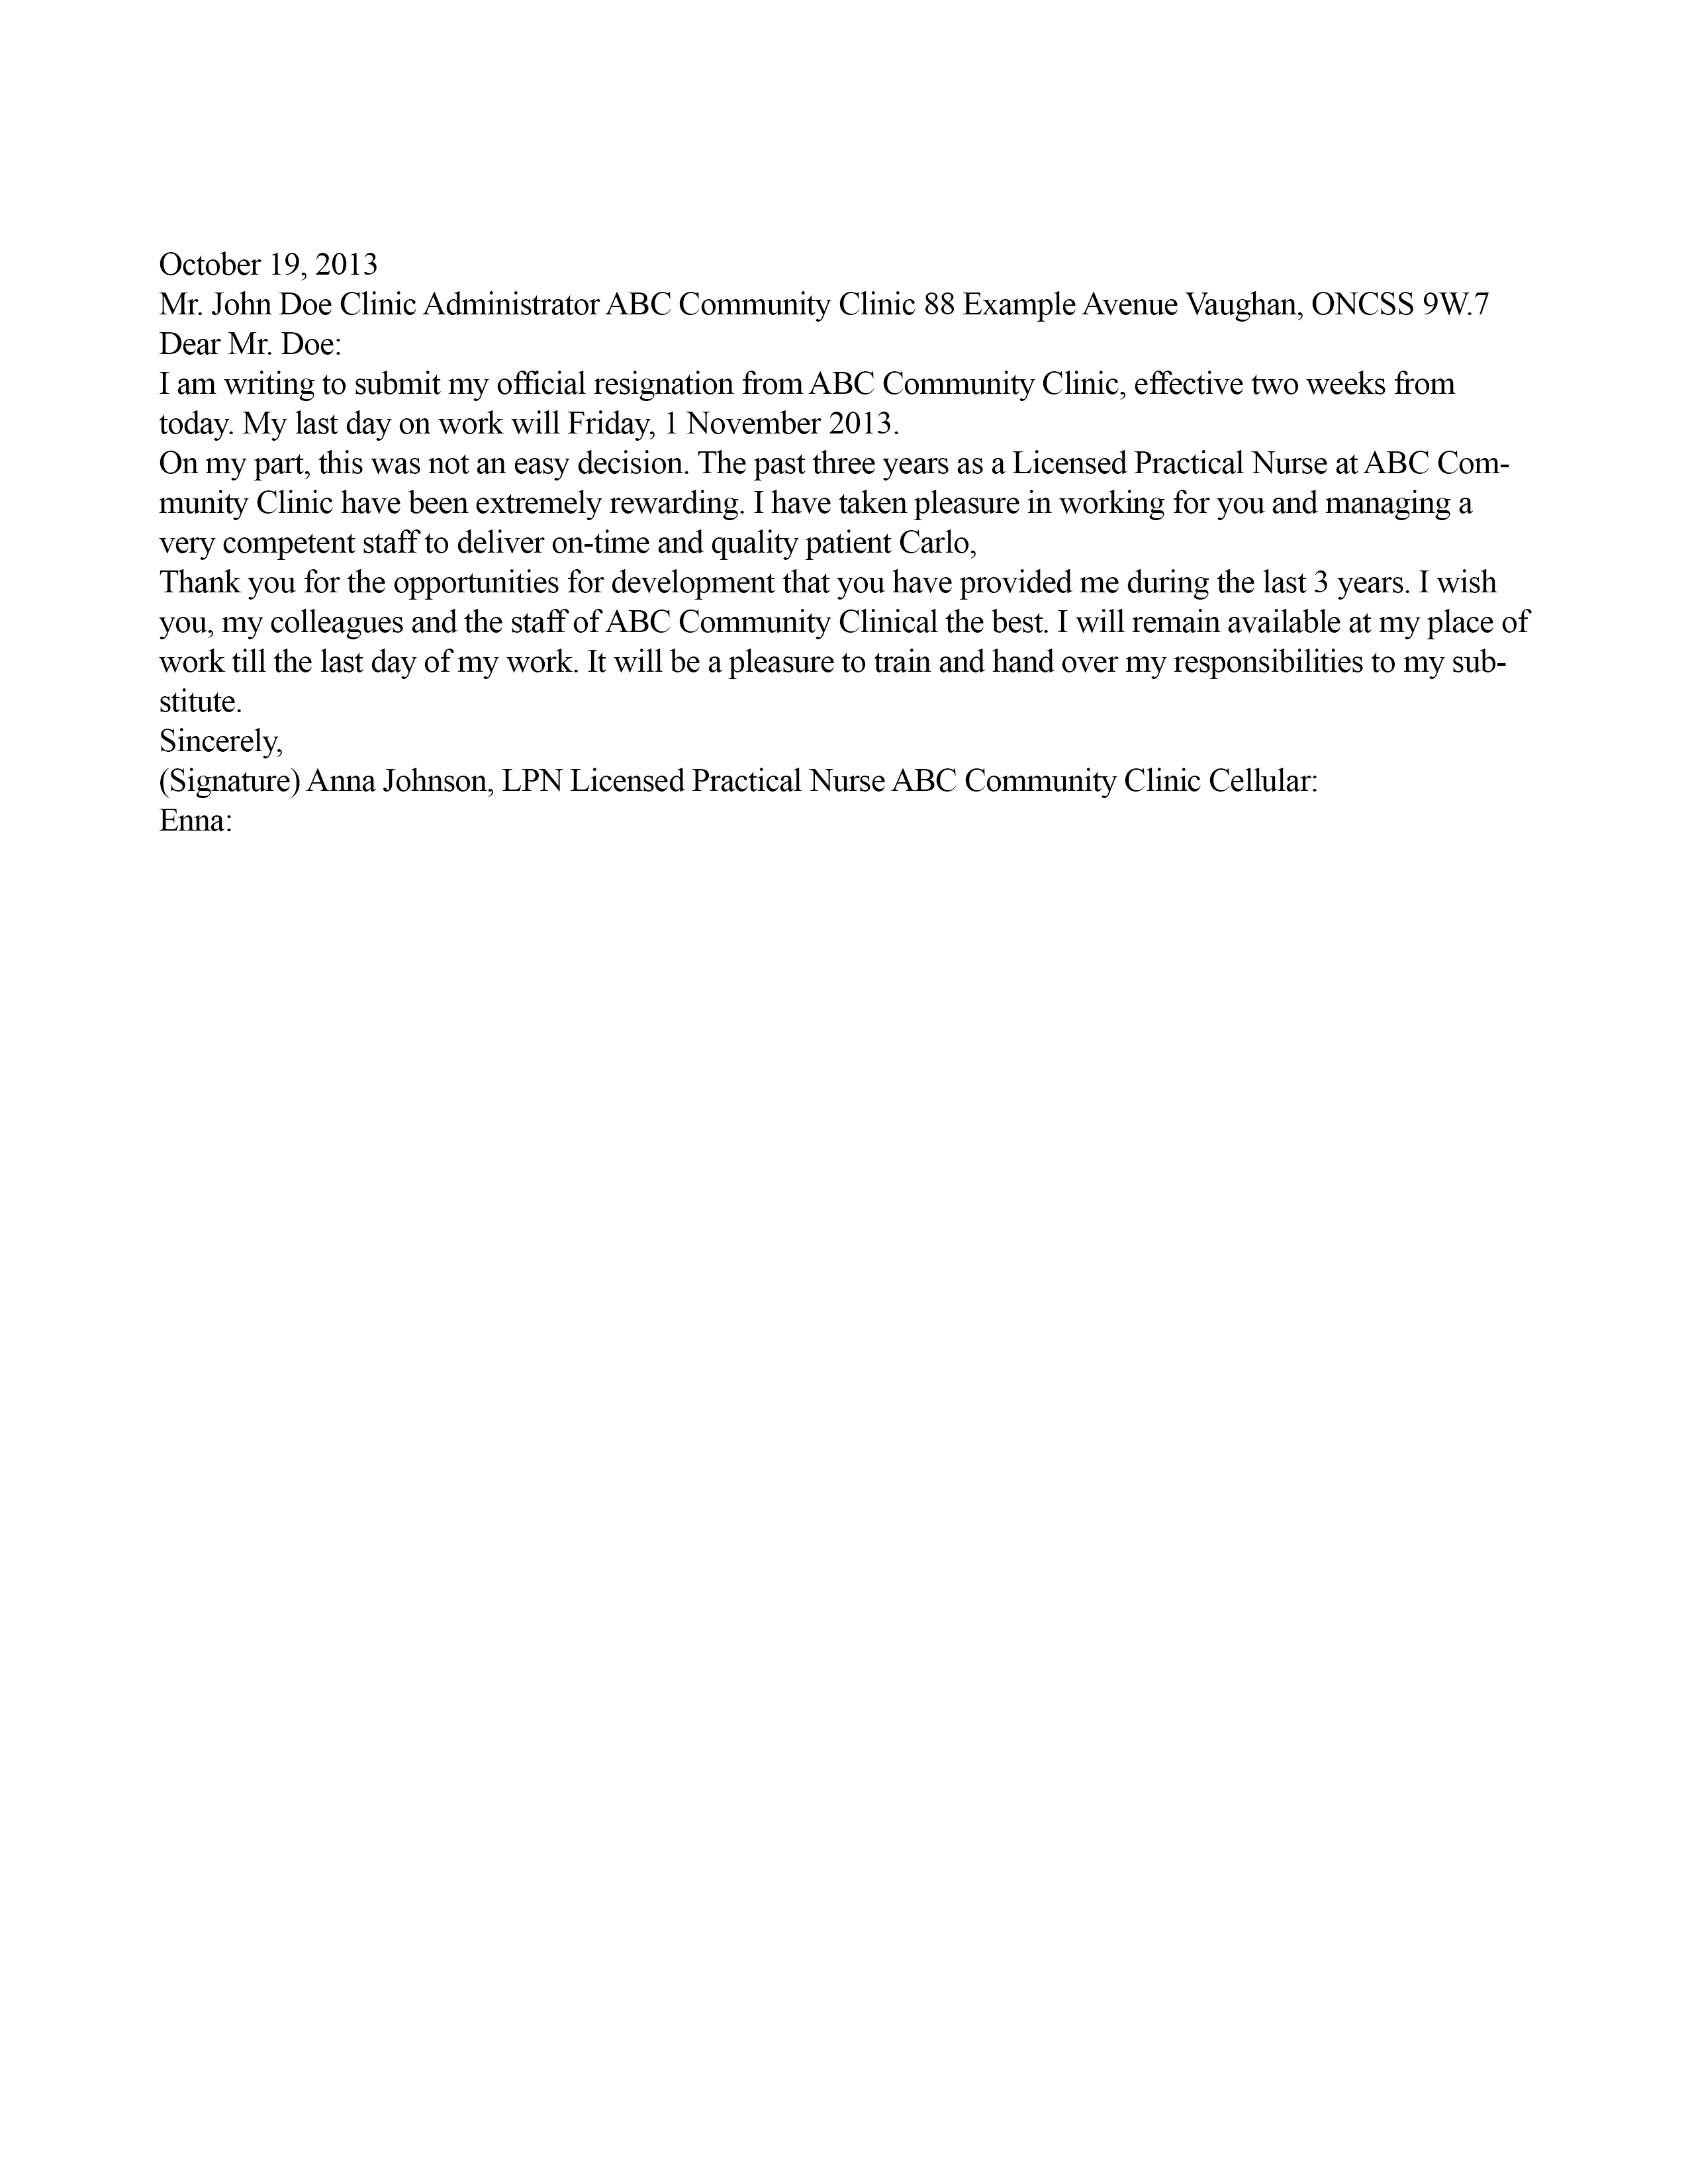 October 19, 2013
Mr. John Doe Clinic Administrator ABC Community Clinic 88 Example Avenue Vaughan, ONCSS 9W.7
Dear Mr. Doe:
I am writing to submit my official resignation from ABC Community Clinic, effective two weeks from
today. My last day on work will Friday, 1 November 2013.
On my part, this was not an easy decision. The past three years as a Licensed Practical Nurse at ABC Com-
munity Clinic have been extremely rewarding. I have taken pleasure in working for you and managing a
very competent staff to deliver on-time and quality patient Carlo,
Thank you for the opportunities for development that you have provided me during the last 3 years. I wish
you, my colleagues and the staff of ABC Community Clinical the best. I will remain available at my place of
work till the last day of my work. It will be a pleasure to train and hand over my responsibilities to my sub-
stitute.
Sincerely,
(Signature) Anna Johnson, LPN Licensed Practical Nurse ABC Community Clinic Cellular:
Enna: